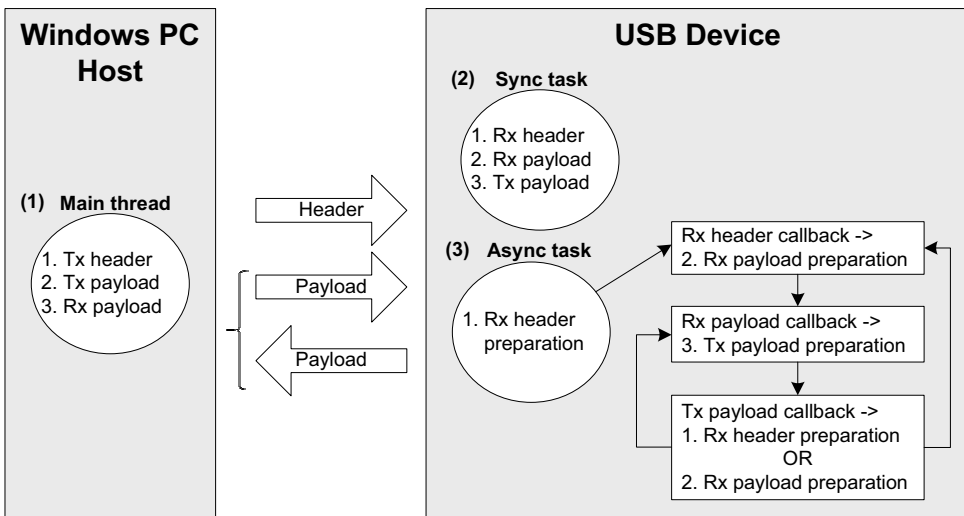 Windows PC
Host
(1) Main thread
1. Tx header
2. Tx payload
3. Rx payload
Header
Payload
Payload
USB Device
(2) Sync task
1. Rx header
2. Rx payload
3. Tx payload
(3) Async task
1. Rx header
preparation
Rx header callback ->
2. Rx payload preparation
Rx payload callback ->
3. Tx payload preparation
Tx payload callback ->
1. Rx header preparation
OR
2. Rx payload preparation